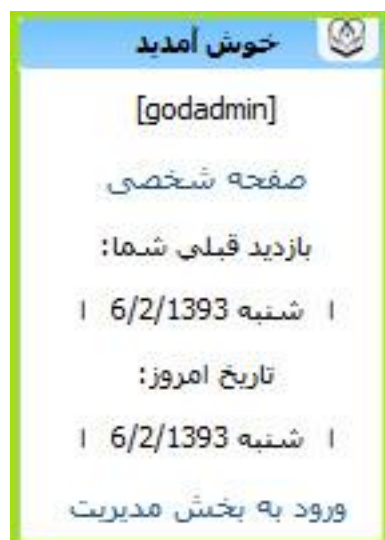 خوش آمدید
[godadmin]
صفحه شخصی
بازدید قبلی شما:
| شنبه 6/2/1393 |
تاریخ امروز:
| شنبه 6/2/1393 |
ورود به بخش مدیریت